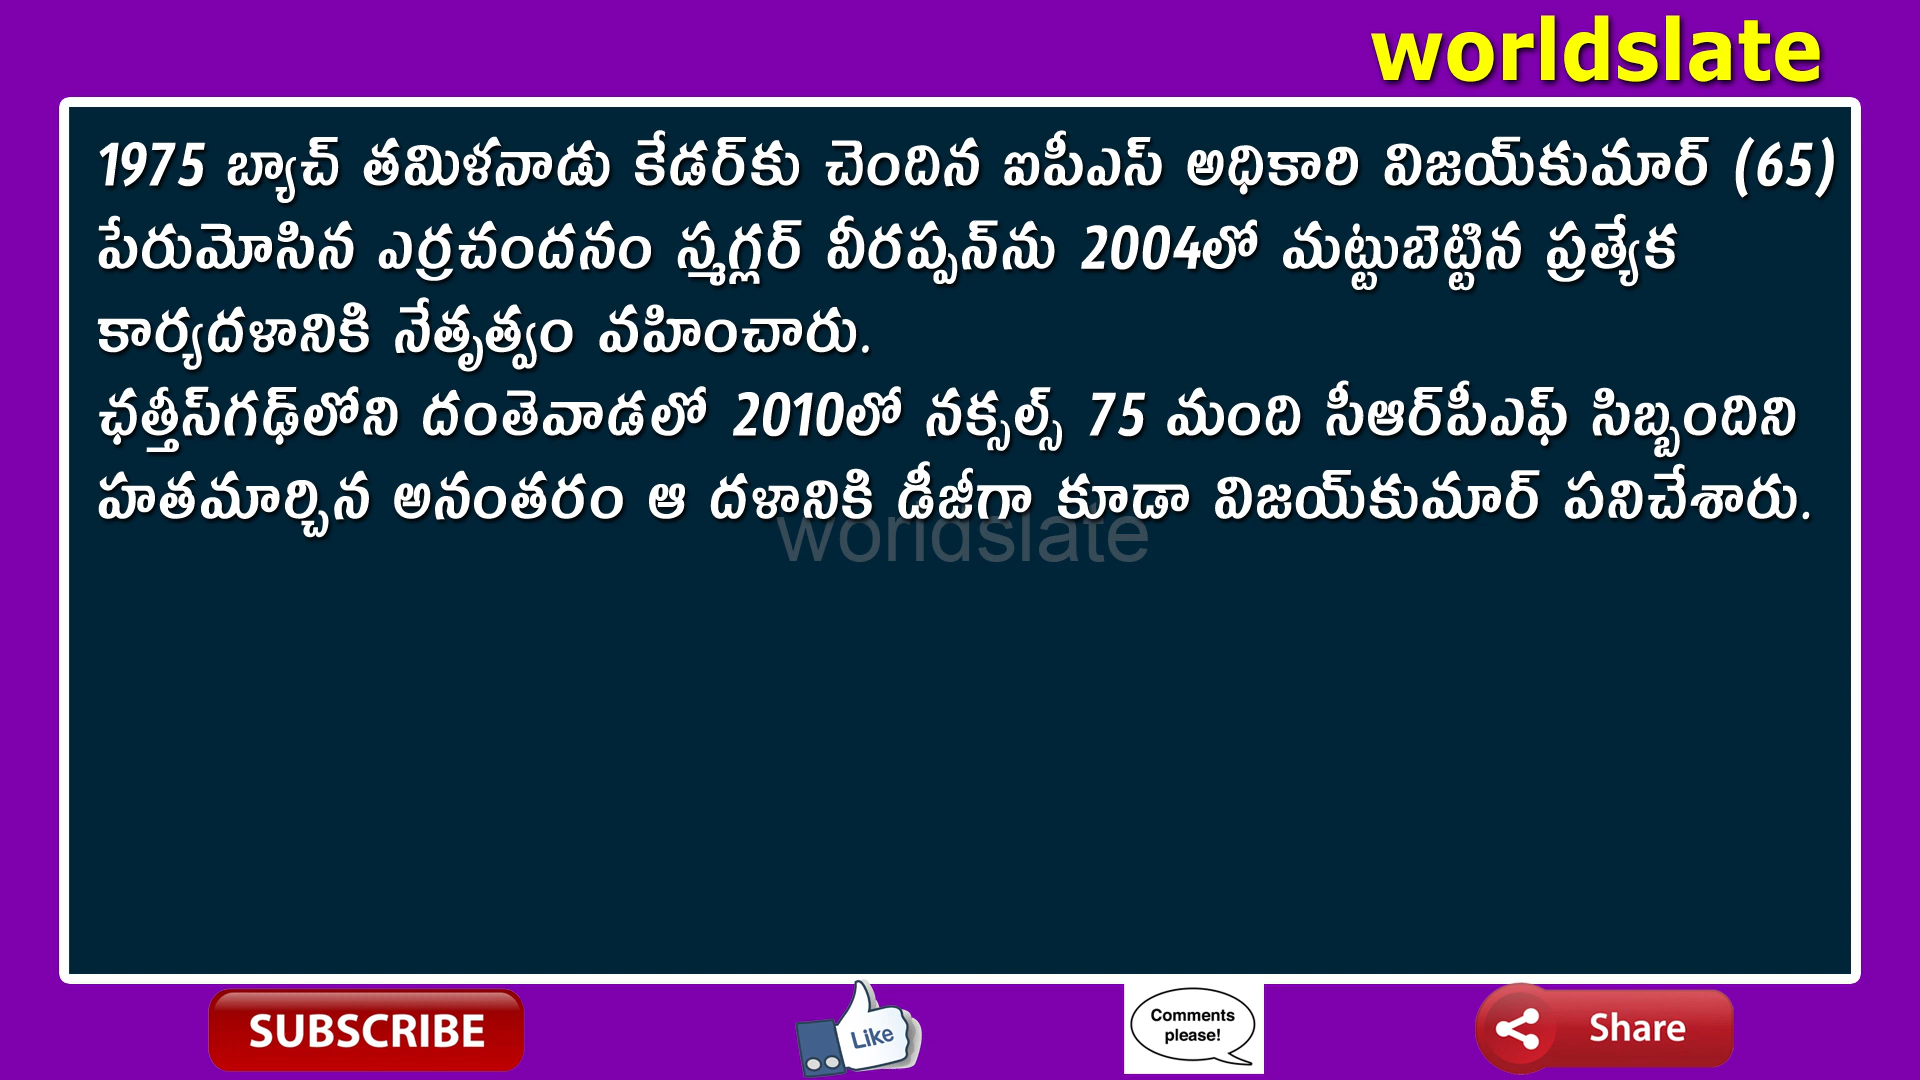 worldslate
1975 బ్యాచ్ తమిళనాడు కేడర్‌కు చెందిన ఐపీఎస్ అధికారి విజయ్‌కుమార్ (65)
పేరుమోసిన ఎర్రచందనం స్మగ్లర్ వీరప్పన్‌ను 2004లో మట్టుబెట్టిన ప్రత్యేక
కార్యదళానికి నేతృత్వం వహించారు.
ఛత్తీస్‌గఢ్‌లోని దంతెవాడలో 2010లో నక్సల్స్ 75 మంది సీఆర్‌పీఎఫ్ సిబ్బందిని
హతమార్చిన అనంతరం ఆ దళానికి డీజీగా కూడా విజయ్‌కుమార్ పనిచేశారు.
worldslate
SUBSCRIBE
Like
Comments
please!
Share